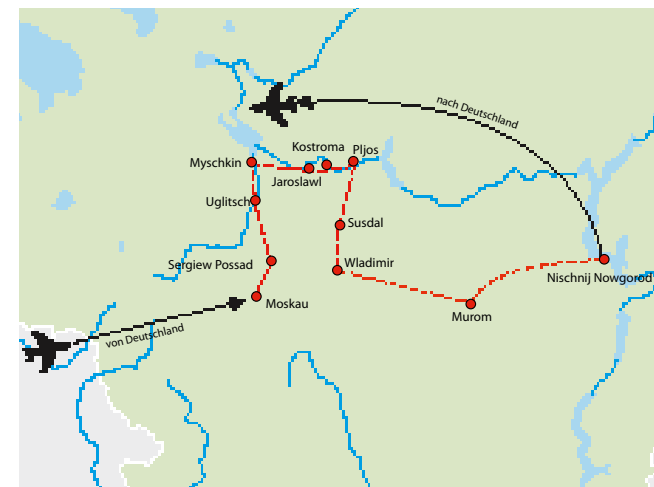 nach Deutschland
Kostroma
Pljos
Myschkin
Jaroslawl
Uglitsch
Susdal
Sergiew Possad
Wladimir
Nischnij Nowgorod
Moskau
Murom
von Deutschland